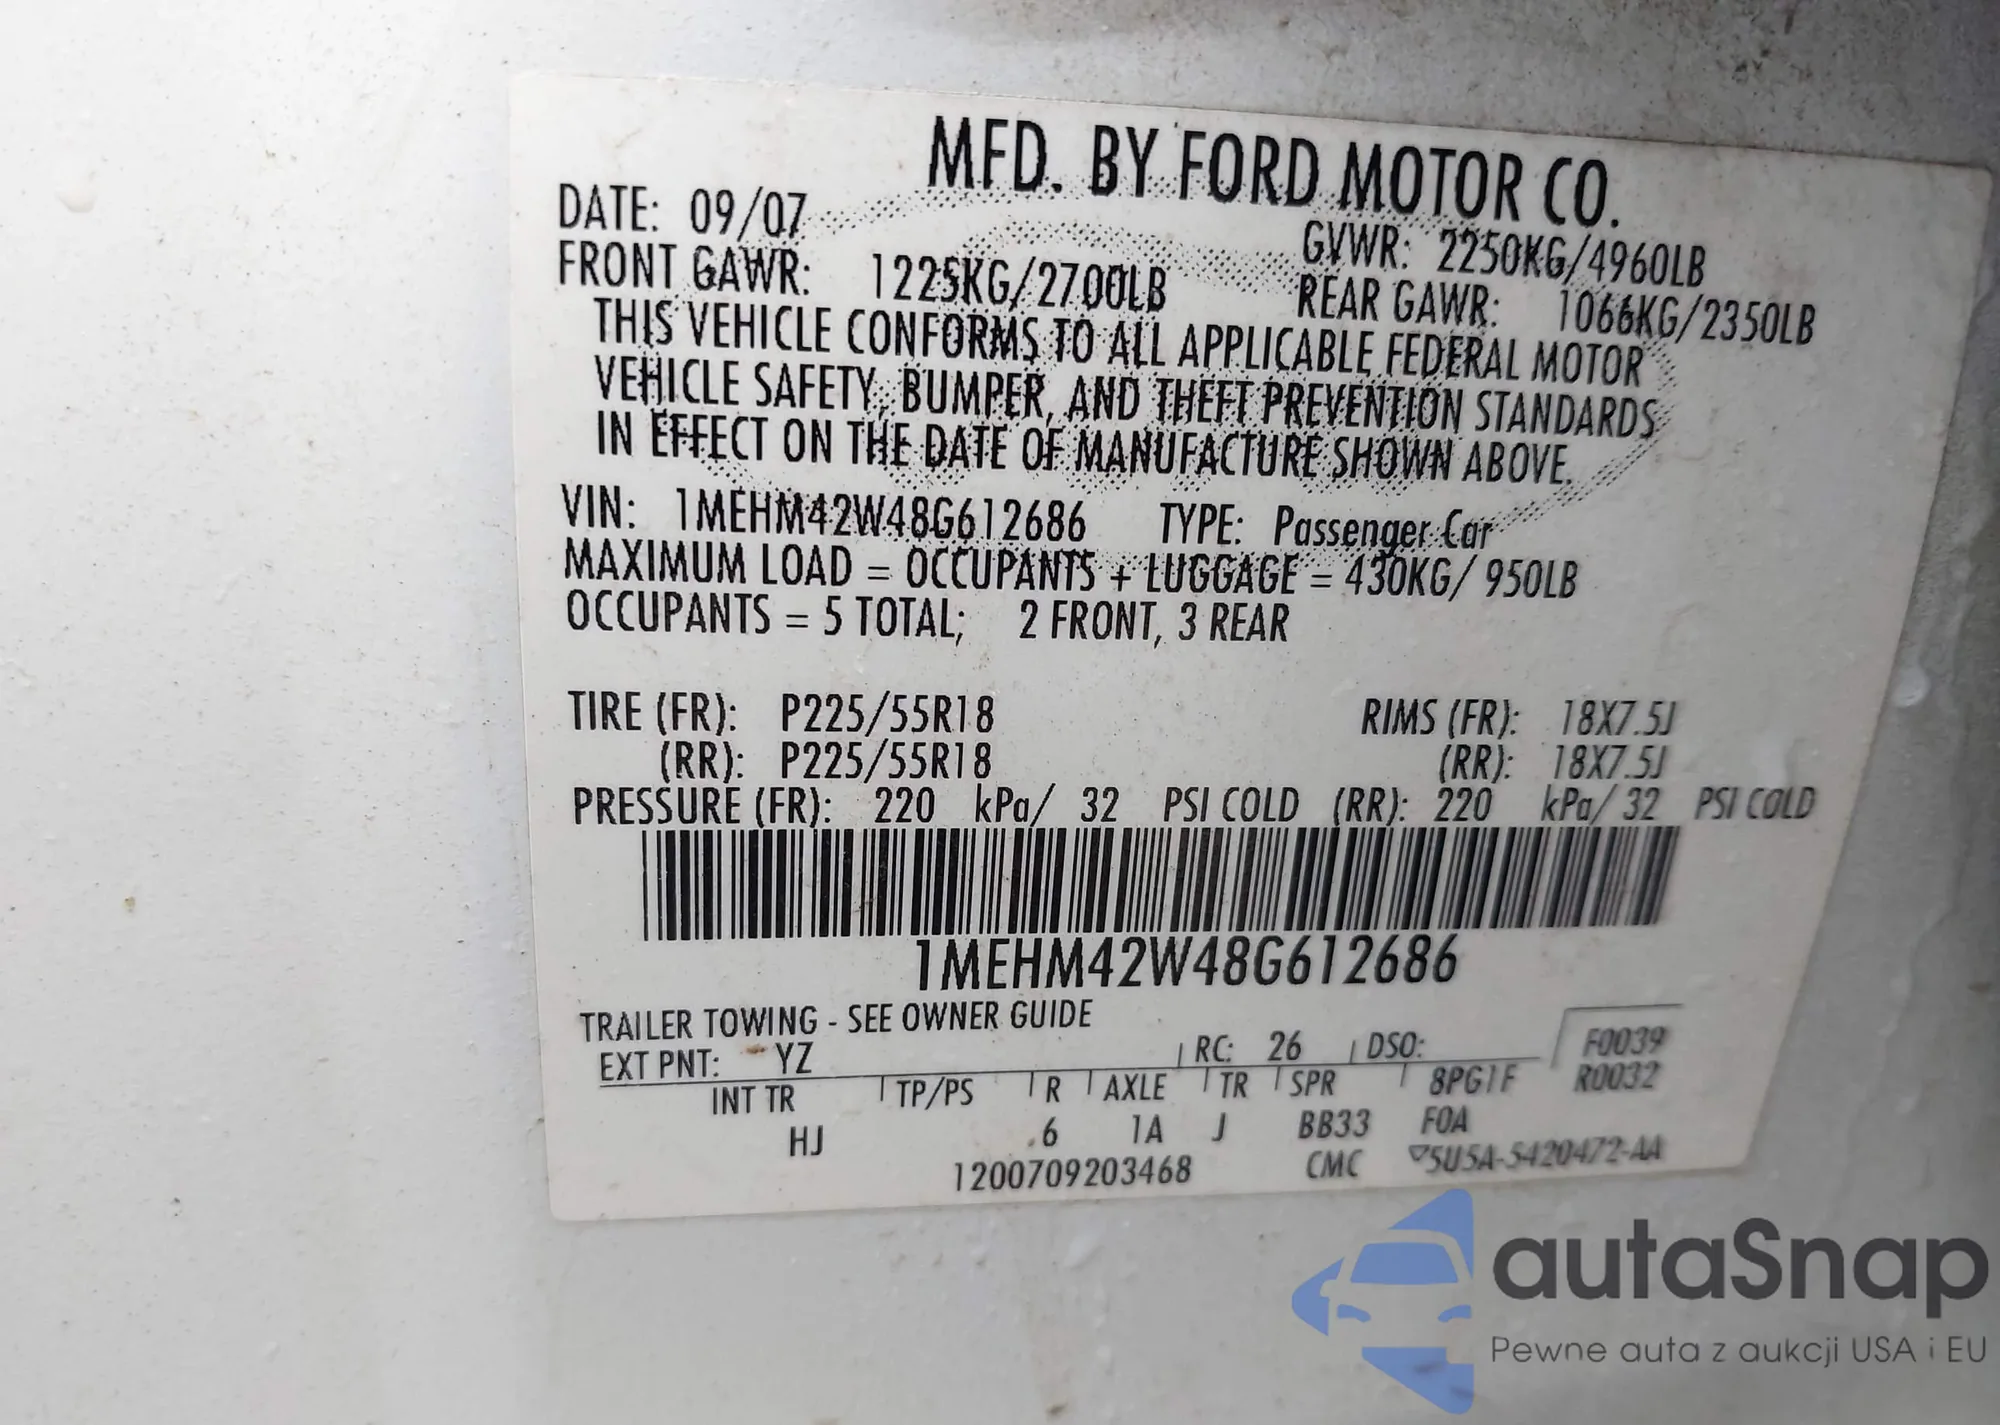 MFD. BY FORD MOTOR CO.
DATE: 09/07
GVWR: 2250KG/4960LB
FRONT GAWR: 1225KG/2700LB
REAR GAWR: 1066KG/2350LB
THIS VEHICLE CONFORMS TO ALL APPLICABLE FEDERAL MOTOR
VEHICLE SAFETY, BUMPER, AND THEFT PREVENTION STANDARDS
IN EFFECT ON THE DATE OF MANUFACTURE SHOWN ABOVE.
VIN: 1MEHM42W48G612686 TYPE: Passenger Car
MAXIMUM LOAD = OCCUPANTS + LUGGAGE = 430KG/ 950LB
OCCUPANTS = 5 TOTAL; 2 FRONT, 3 REAR
TIRE (FR): P225/55R18 RIMS (FR): 18X7.5J
(RR): P225/55R18 (RR): 18X7.5J
PRESSURE (FR): 220 kPa/ 32 PSI COLD (RR): 220 kPa/ 32 PSI COLD
1MEHM42W48G612686
TRAILER TOWING - SEE OWNER GUIDE
EXT PNT: YZ RC: 26 DSO: F0039
INT TR TP/PS R AXLE TR SPR 8PG1F R0032
HJ .6 1A J BB33 FOA
1200709203468 CMC ▽5U5A-5420472-AA
autaSnap
Pewne auta z aukcji USA i EU